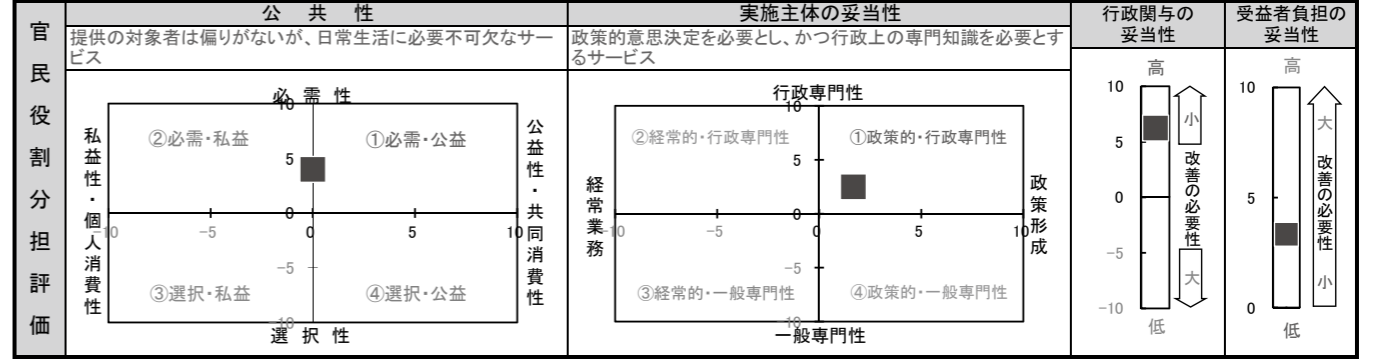 官民役割分担評価
公 共 性
提供の対象者は偏りがないが、日常生活に必要不可欠なサー
ビス
必 需 性
10
②必需・私益
①必需・公益
5
私益性・個人消費性
公益性・共同消費性
-10
-5
0
0
5
10
-5
③選択・私益
④選択・公益
-10
選 択 性
実施主体の妥当性
政策的意思決定を必要とし、かつ行政上の専門知識を必要とす
るサービス
行政専門性
10
②経常的・行政専門性
①政策的・行政専門性
5
経常業務
政策形成
-10
-5
0
0
5
10
-5
③経常的・一般専門性
④政策的・一般専門性
-10
一般専門性
行政関与の
妥当性
高
10
5
0
-5
-10
低
小
改善の必要性
大
受益者負担の
妥当性
高
10
5
0
低
大
改善の必要性
小